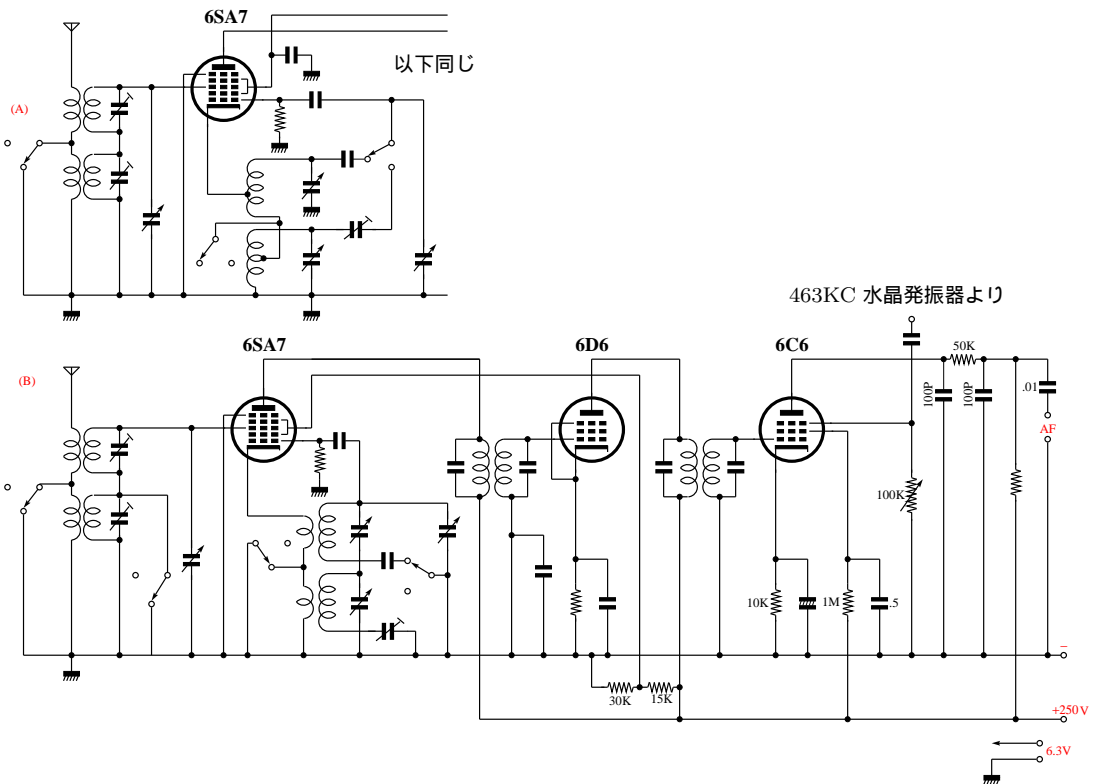 6SA7
以下同じ
(A)
463KC 水晶発振器より
6SA7
6D6
6C6
50K
(B)
100P
100P
.01
AF
100K
10K
1M
.5
−
30K
15K
+250V
6.3V